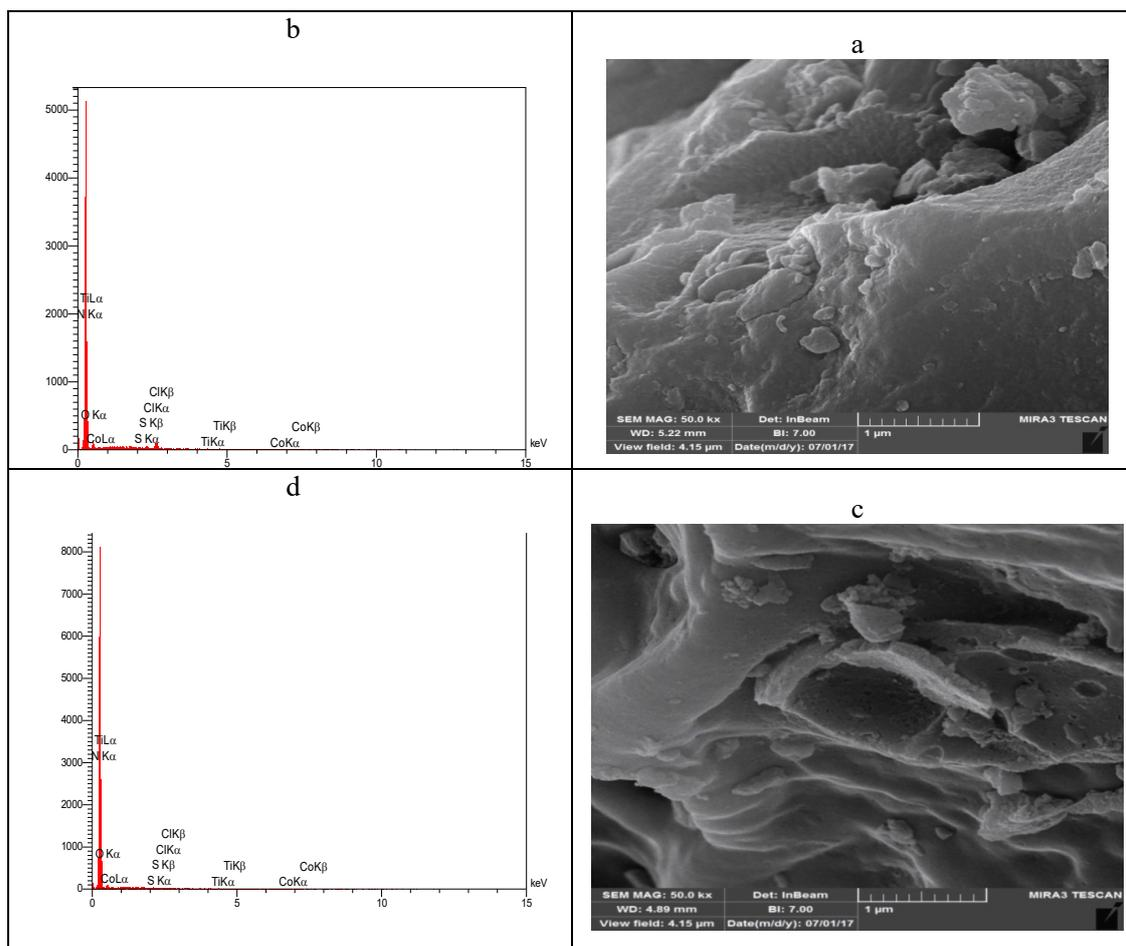 b
5000
3000
2000
1000
0
TiLα
N Kα
O Kα
CoLα
ClKβ
ClKα
S Kβ
S Kα
TiKβ
TiKα
CoKβ
CoKα
0 5 10 15
keV
a
SEM MAG: 50.0 kx Det: InBeam MIRA3 TESCAN
WD: 5.22 mm BI: 7.00 1 µm
View field: 4.15 µm Date(m/d/y): 07/01/17
d
8000
7000
6000
5000
4000
3000
2000
1000
0
TiLα
N Kα
O Kα
CoLα
ClKβ
ClKα
S Kβ
S Kα
TiKβ
TiKα
CoKβ
CoKα
0 5 10 15
keV
c
SEM MAG: 50.0 kx Det: InBeam MIRA3 TESCAN
WD: 4.89 mm BI: 7.00 1 µm
View field: 4.15 µm Date(m/d/y): 07/01/17